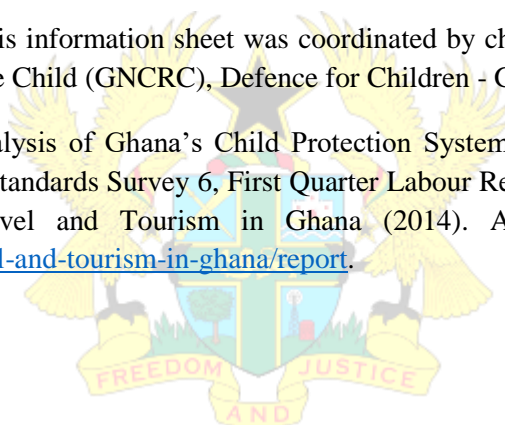 is information sheet was coordinated by ch
e Child (GNCRC), Defence for Children - G
alysis of Ghana's Child Protection System
tandards Survey 6, First Quarter Labour Re
vel and Tourism in Ghana (2014). A
l-and-tourism-in-ghana/report.
FREEDOM AND JUSTICE